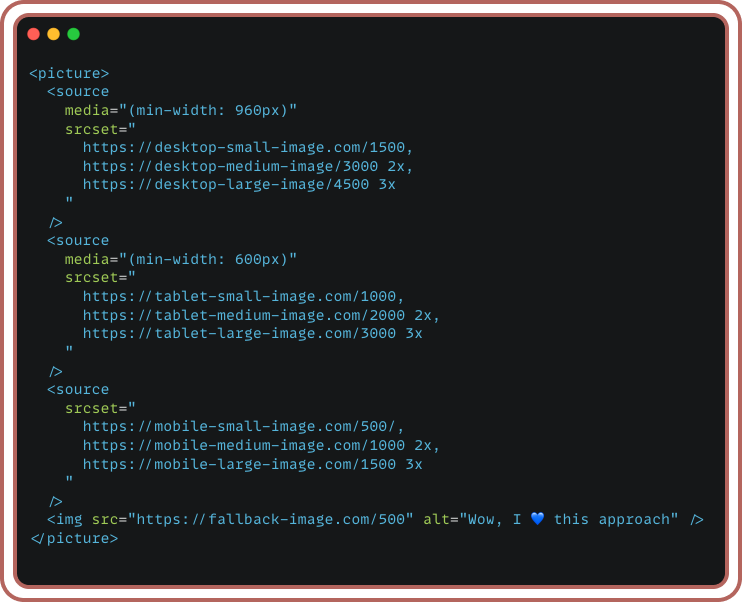 <picture>
<source
media="(min-width: 960px)"
srcset="
https://desktop-small-image.com/1500,
https://desktop-medium-image/3000 2x,
https://desktop-large-image/4500 3x
"
/>
<source
media="(min-width: 600px)"
srcset="
https://tablet-small-image.com/1000,
https://tablet-medium-image.com/2000 2x,
https://tablet-large-image.com/3000 3x
"
/>
<source
srcset="
https://mobile-small-image.com/500/,
https://mobile-medium-image.com/1000 2x,
https://mobile-large-image.com/1500 3x
"
/>
<img src="https://fallback-image.com/500" alt="Wow, I 💙 this approach" />
</picture>